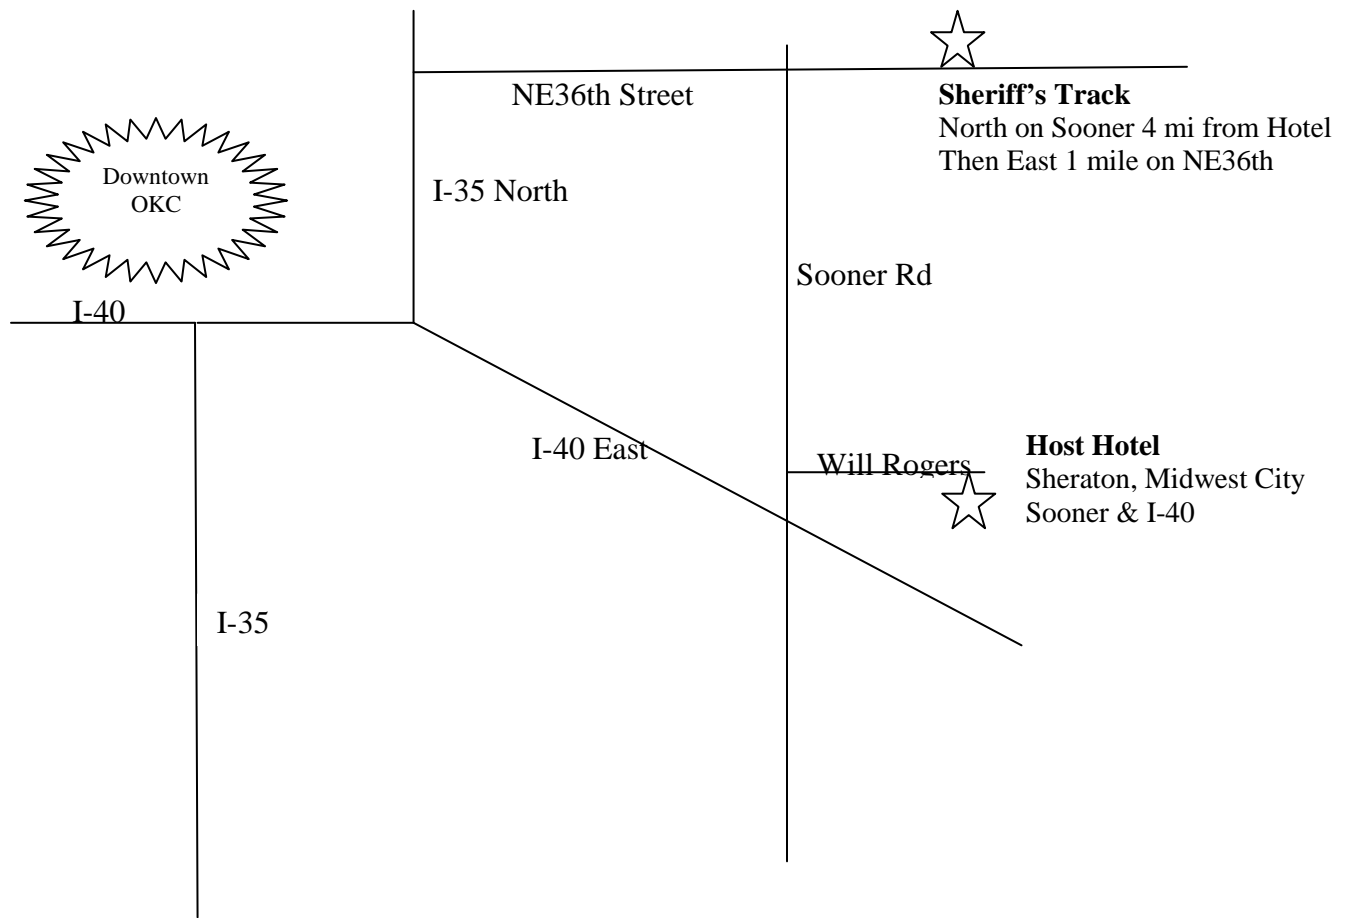 NE36th Street
Sheriff’s Track
North on Sooner 4 mi from Hotel
Then East 1 mile on NE36th
Downtown
OKC
I-35 North
Sooner Rd
I-40
I-40 East
Will Rogers
Host Hotel
Sheraton, Midwest City
Sooner & I-40
I-35